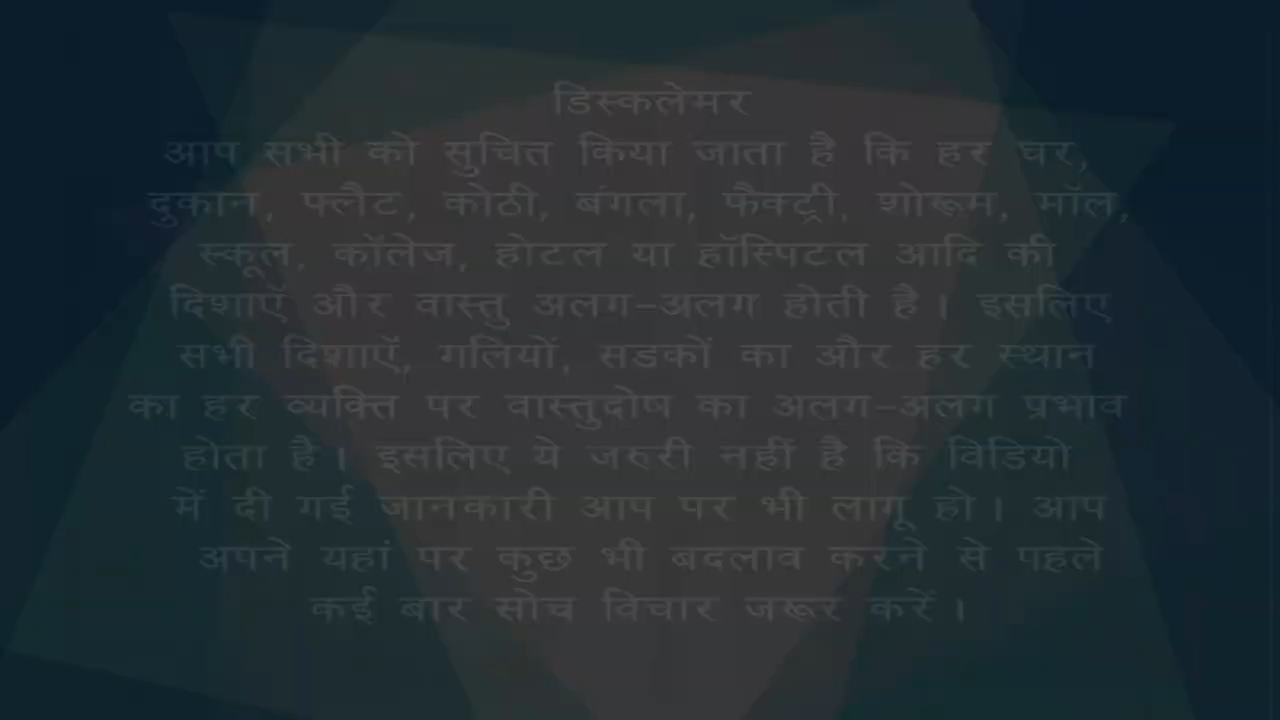 डिस्कलेमर
आप सभी को सुचित किया जाता है कि हर घर,
दुकान, फ्लैट, कोठी, बंगला, फैक्ट्री, शोरूम, मॉल,
स्कूल, कॉलेज, होटल या हॉस्पिटल आदि की
दिशाएँ और वास्तु अलग-अलग होती है। इसलिए
सभी दिशाएँ, गलियों, सडकों का और हर स्थान
का हर व्यक्ति पर वास्तुदोष का अलग-अलग प्रभाव
होता है। इसलिए ये जरुरी नहीं है कि विडियो
में दी गई जानकारी आप पर भी लागू हो। आप
अपने यहां पर कुछ भी बदलाव करने से पहले
कई बार सोच विचार जरूर करें।